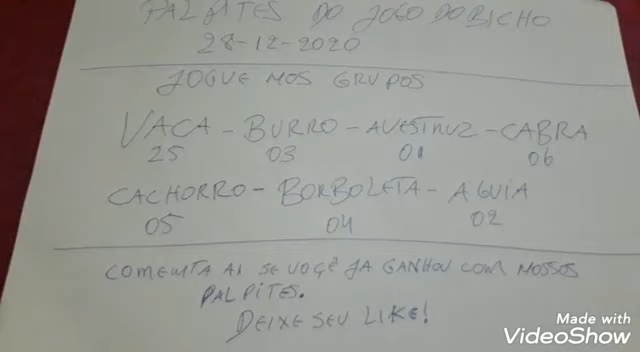 PALPITES DO JOGO DO BICHO
28-12-2020
JOGUE NOS GRUPOS
VACA - BURRO - AVESTRUZ - CABRA
25 03 01 06
CACHORRO - BORBOLETA - AGUIA
05 04 02
COMENTA AI SE VOÇÊ JA GANHOU COM NOSSOS
PALPITES.
DEIXE SEU LIKE!
Made with
VideoShow